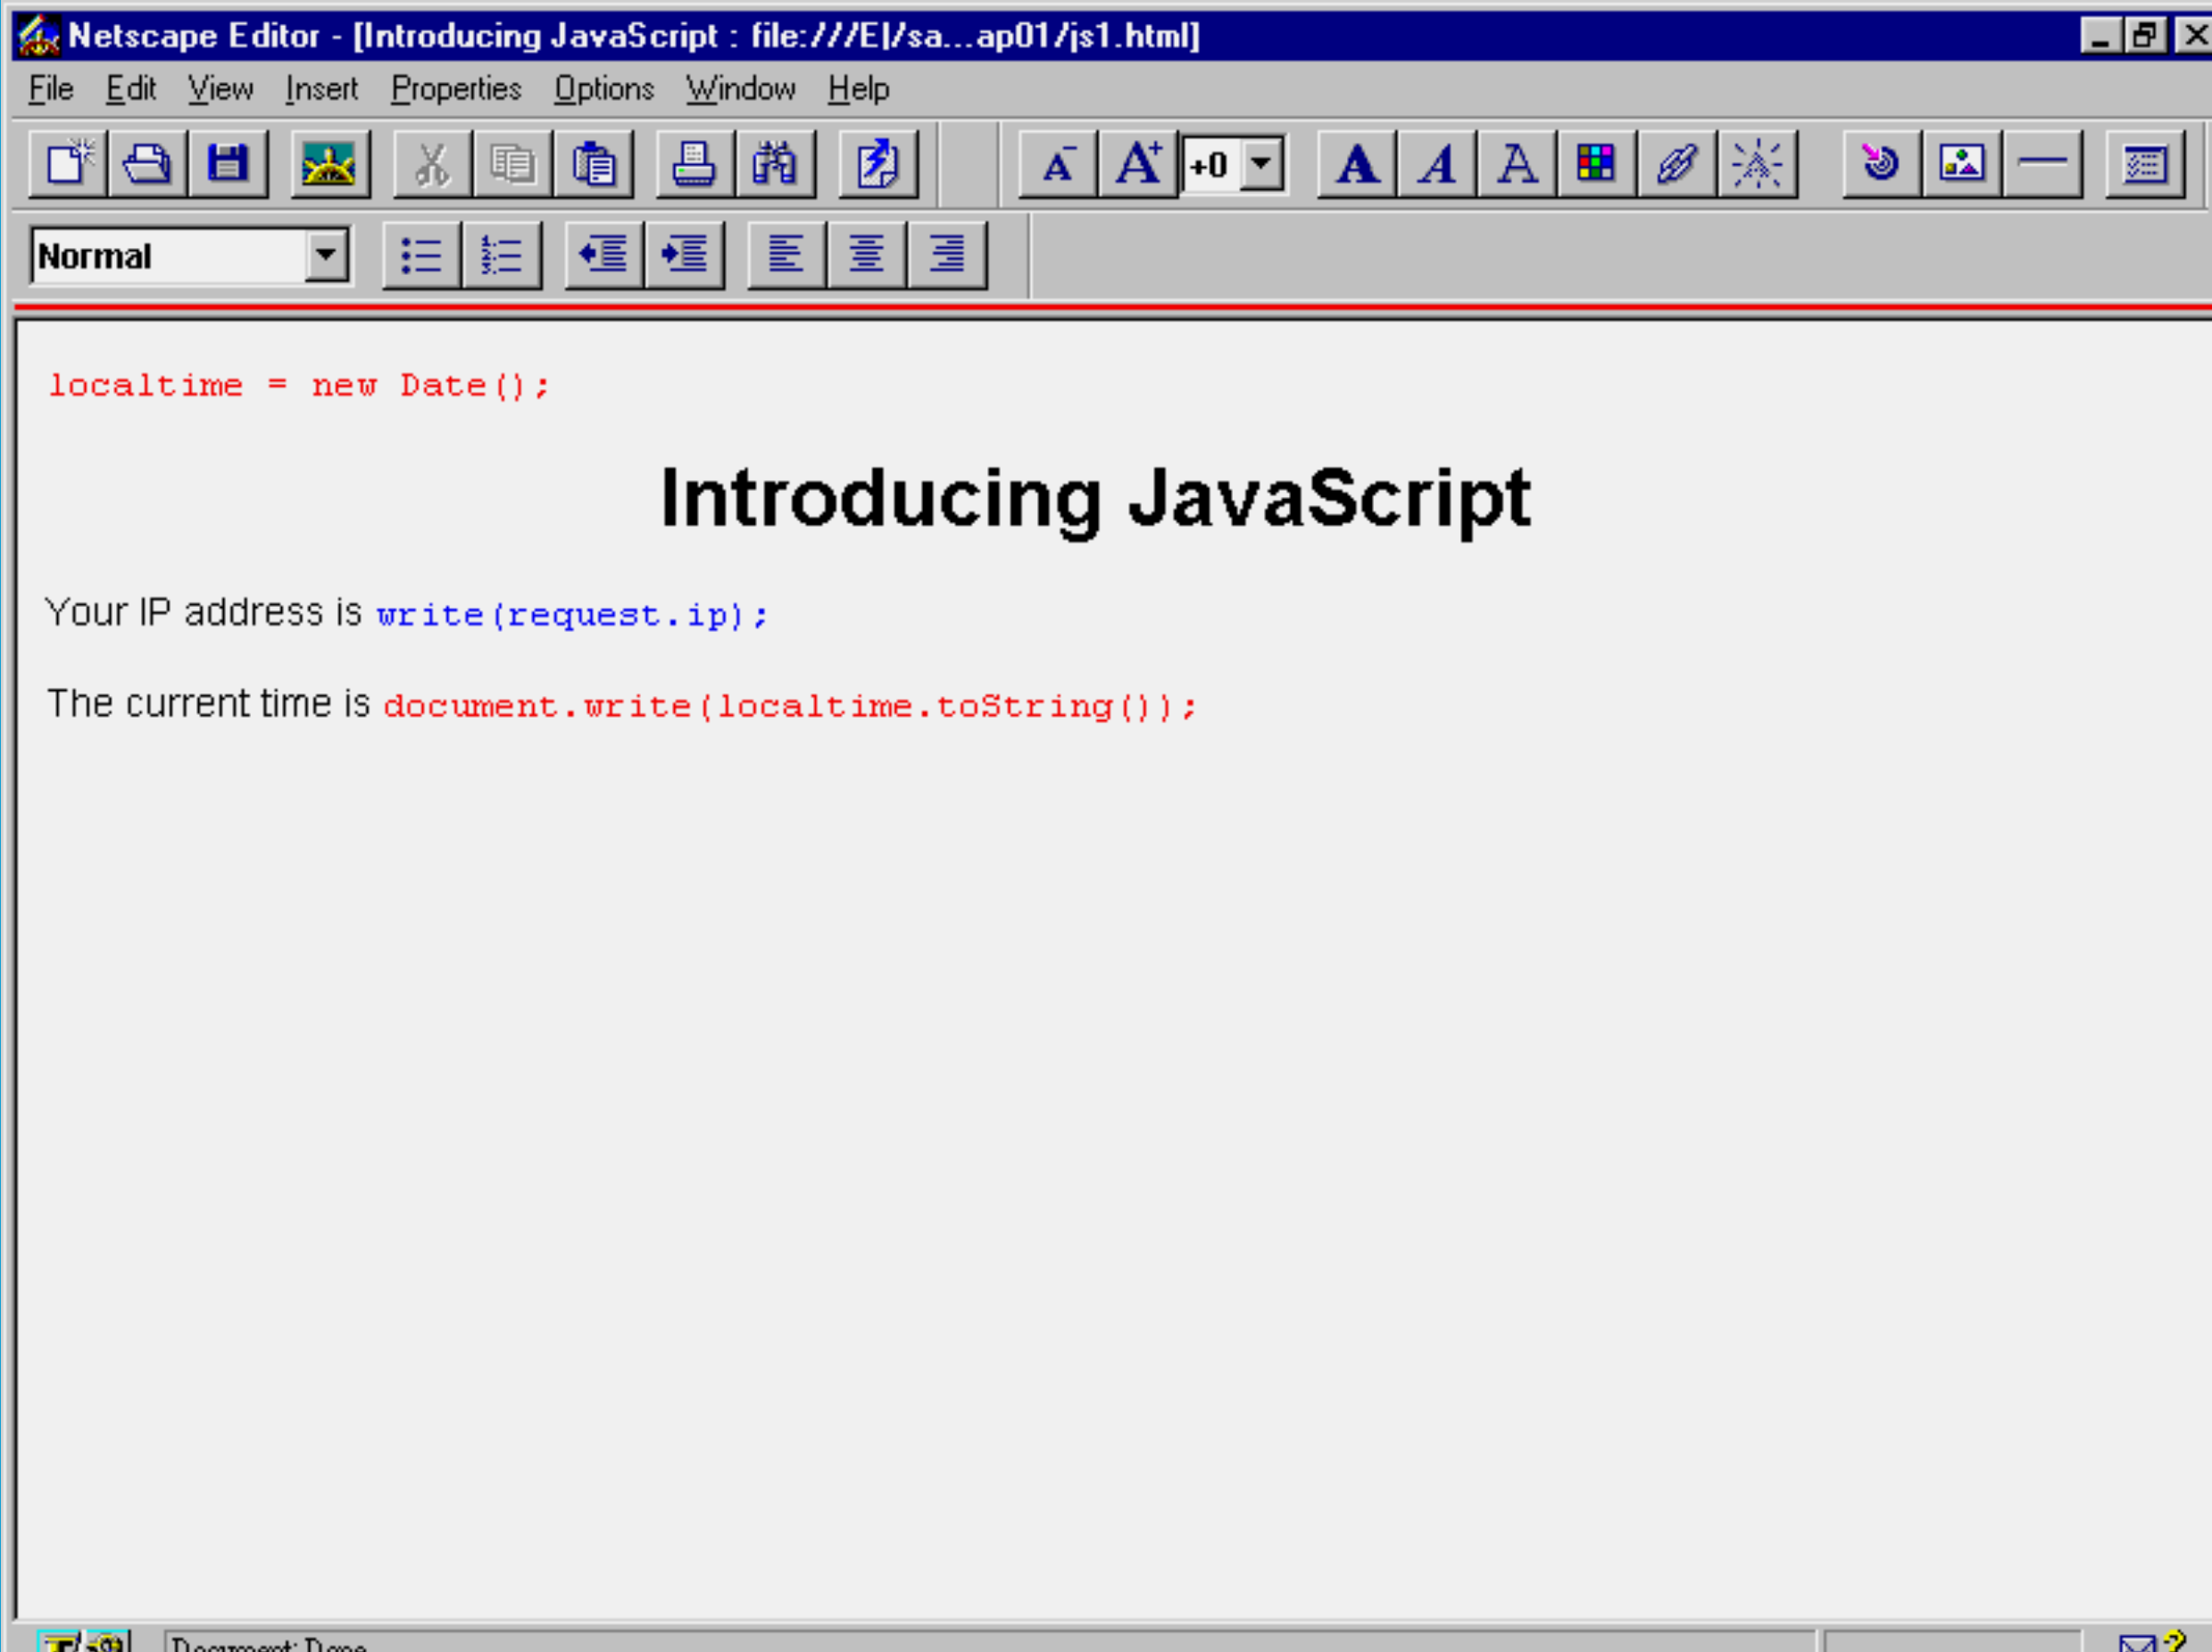 Netscape Editor - [Introducing JavaScript : file:///E|/sa...ap01/js1.html]
File Edit View Insert Properties Options Window Help
+0
Normal
localtime = new Date();
Introducing JavaScript
Your IP address is write(request.ip);
The current time is document.write(localtime.toString());
Document: Done